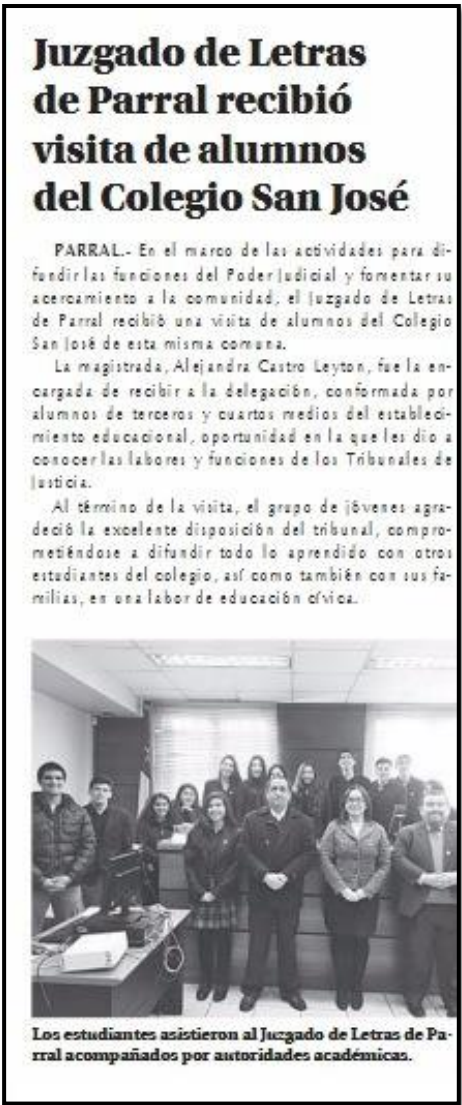 Juzgado de Letras
de Parral recibió
visita de alumnos
del Colegio San José
PARRAL.- En el marco de las actividades para di-
fundir las funciones del Poder Judicial y fomentar su
acercamiento a la comunidad, el Juzgado de Letras
de Parral recibió una visita de alumnos del Colegio
San José de esta misma comuna.
La magistrada, Alejandra Castro Leyton, fue la en-
cargada de recibir a la delegación, conformada por
alumnos de terceros y cuartos medios del estableci-
miento educacional, oportunidad en la que les dio a
conocer las labores y funciones de los Tribunales de
Justicia.
Al término de la visita, el grupo de jóvenes agra-
deció la excelente disposición del tribunal, compro-
metiéndose a difundir todo lo aprendido con otros
estudiantes del colegio, así como también con sus fa-
milias, en una labor de educación cívica.
Los estudiantes asistieron al Juzgado de Letras de Pa-
rral acompañados por autoridades académicas.